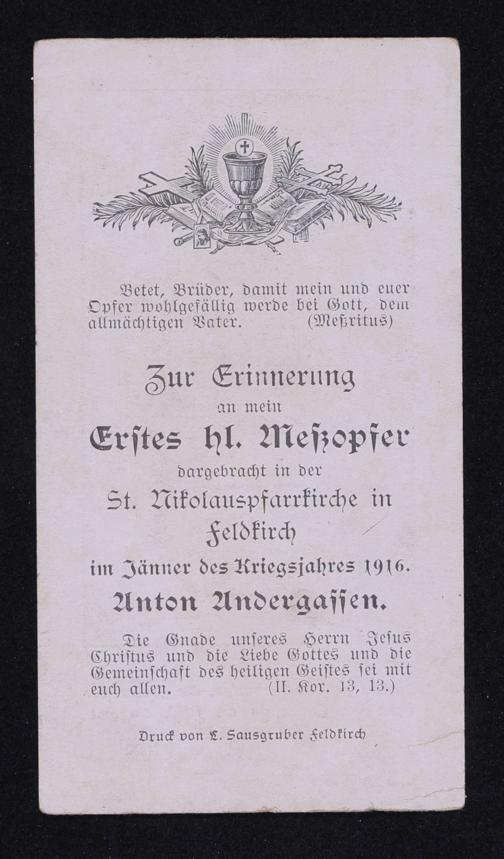 Betet, Brüder, damit mein und euer
Opfer wohlgefällig werde bei Gott, dem
allmächtigen Vater. (Meßritus)
Zur Erinnerung
an mein
Erstes hl. Meßopfer
dargebracht in der
St. Nikolauspfarrkirche in
Feldkirch
im Jänner des Kriegsjahres 1916.
Anton Andergassen.
Die Gnade unseres Herrn Jesus
Christus und die Liebe Gottes und die
Gemeinschaft des heiligen Geistes sei mit
euch allen. (II. Kor. 13, 13.)
Druck von L. Sausgruber Feldkirch